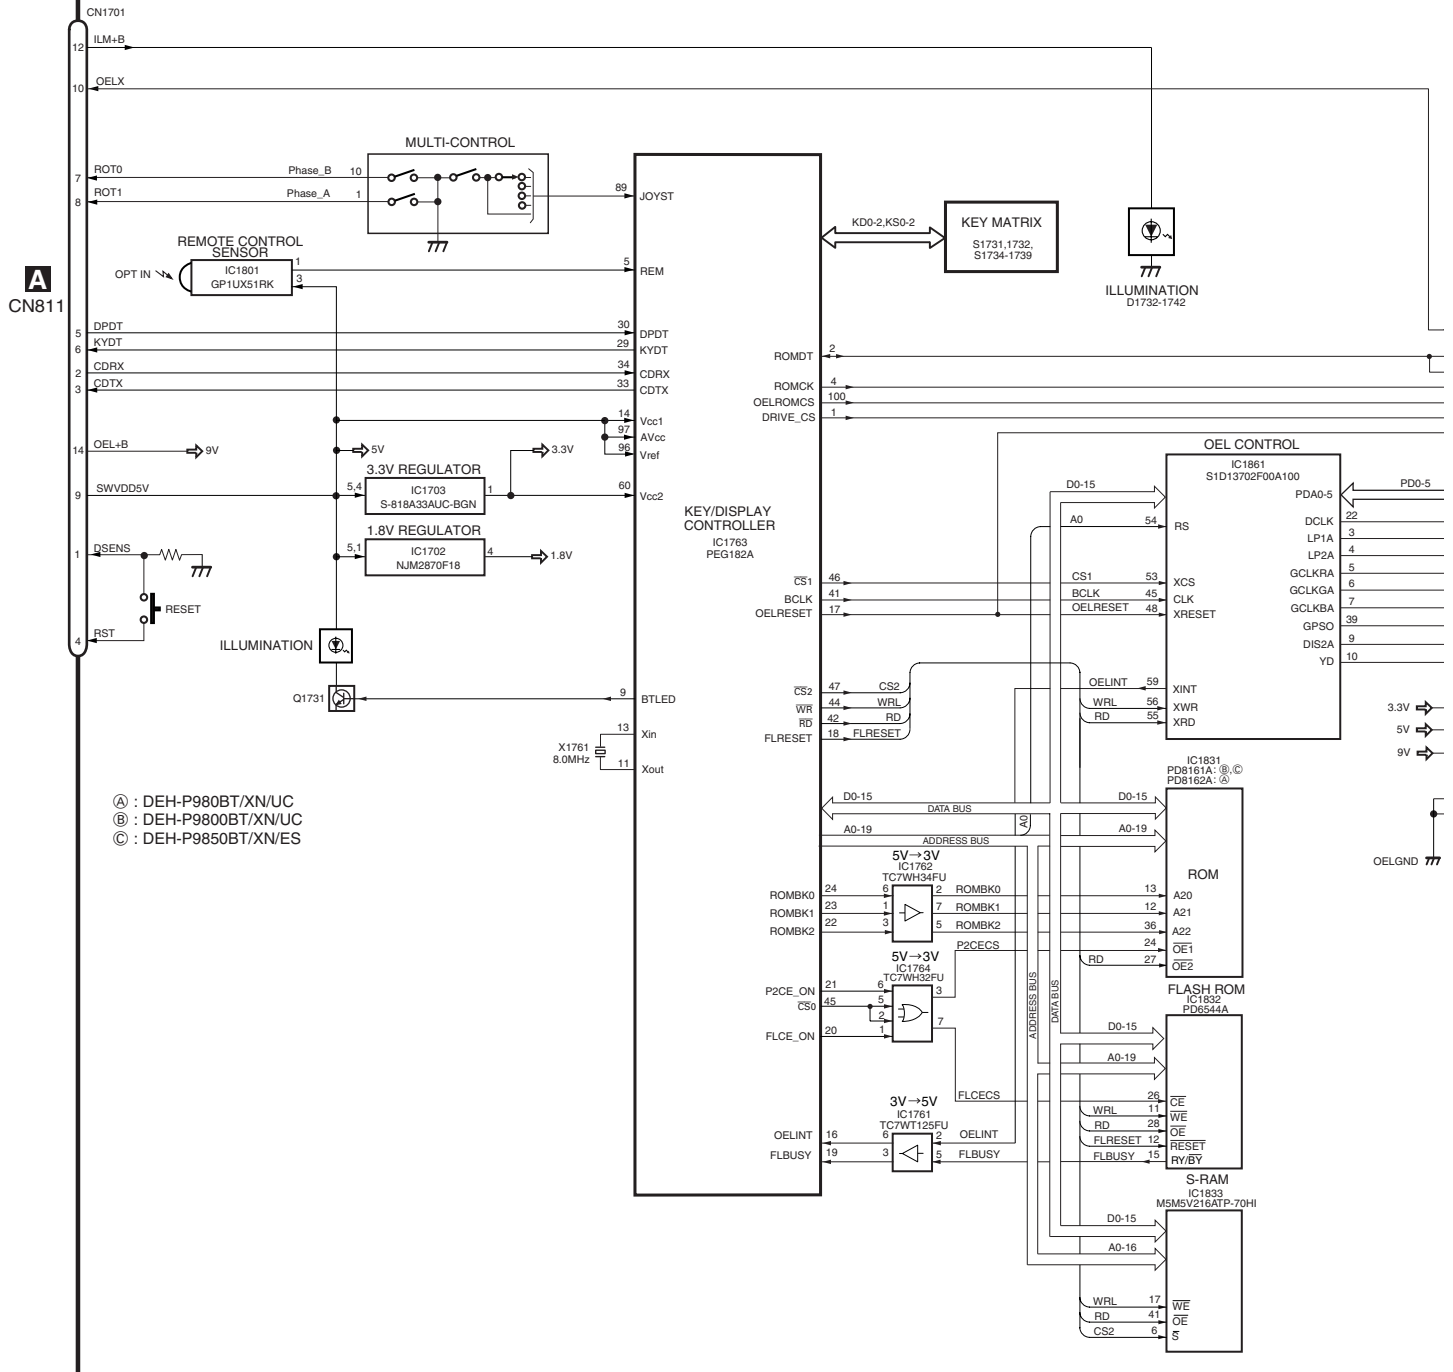 CN1701
12 ILM+B
10 OELX
MULTI-CONTROL
7 ROT0 Phase_B 10
8 ROT1 Phase_A 1
89 JOYST
REMOTE CONTROL
SENSOR
OPT IN
IC1801
GP1UX51RK
1
3
5 REM
A
CN811
5 DPDT 30 DPDT
6 KYDT 29 KYDT
2 CDRX 34 CDRX
3 CDTX 33 CDTX
14 Vcc1
97 AVcc
96 Vref
14 OEL+B 9V
5V
3.3V
3.3V REGULATOR
9 SWVDD5V
5,4 IC1703 1
S-818A33AUC-BGN
60 Vcc2
1.8V REGULATOR
5,1 IC1702 4
NJM2870F18
1.8V
1 DSENS
RESET
4 RST
ILLUMINATION
Q1731
9 BTLED
13 Xin
X1761
8.0MHz
11 Xout
Ⓐ : DEH-P980BT/XN/UC
Ⓑ : DEH-P9800BT/XN/UC
Ⓒ : DEH-P9850BT/XN/ES
KEY/DISPLAY
CONTROLLER
IC1763
PEG182A
KD0-2,KS0-2
KEY MATRIX
S1731,1732,
S1734-1739
ILLUMINATION
D1732-1742
ROMDT 2
ROMCK 4
OELROMCS 100
DRIVE_CS 1
OEL CONTROL
IC1861
S1D13702F00A100
D0-15
A0 54 RS
PDA0-5 PD0-5
DCLK 22
LP1A 3
LP2A 4
GCLKRA 5
GCLKGA 6
GCLKBA 7
GPSO 39
DIS2A 9
YD 10
CS1 46 CS1 53 XCS
BCLK 41 BCLK 45 CLK
OELRESET 17 OELRESET 48 XRESET
CS2 47 CS2
WR 44 WRL
RD 42 RD
FLRESET 18 FLRESET
OELINT 59 XINT
WRL 56 XWR
RD 55 XRD
3.3V
5V
9V
IC1831
PD8161A: Ⓑ,Ⓒ
PD8162A: Ⓐ
D0-15
DATA BUS
D0-15
A0-19
A0
ADDRESS BUS
A0-19
OELGND
ROM
5V→3V
IC1762
TC7WH34FU
ROMBK0 24 6 2 ROMBK0 13 A20
ROMBK1 23 1 7 ROMBK1 12 A21
ROMBK2 22 3 5 ROMBK2 36 A22
P2CECS 24 OE1
RD 27 OE2
5V→3V
IC1764
TC7WH32FU
P2CE_ON 21 6 3
CS0 45 5
2
FLCE_ON 20 1 7
ADDRESS BUS
DATA BUS
FLASH ROM
IC1832
PD6544A
D0-15
A0-19
FLCECS 26 CE
WRL 11 WE
RD 28 OE
FLRESET 12 RESET
FLBUSY 15 RY/BY
3V→5V
IC1761
TC7WT125FU
OELINT 16 6 2 OELINT
FLBUSY 19 3 5 FLBUSY
S-RAM
IC1833
M5M5V216ATP-70HI
D0-15
A0-16
WRL 17 WE
RD 41 OE
CS2 6 S